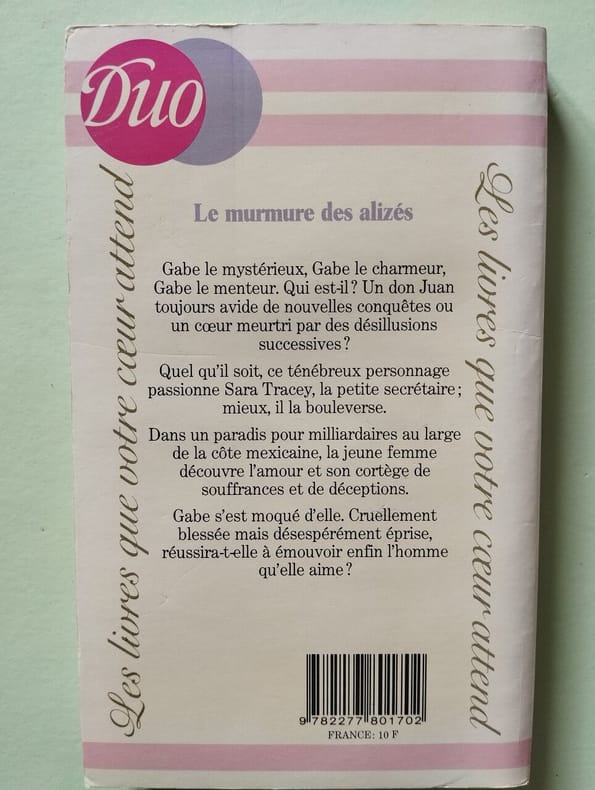 Duo
Les livres que votre cœur attend
Le murmure des alizés
Gabe le mystérieux, Gabe le charmeur,
Gabe le menteur. Qui est-il? Un don Juan
toujours avide de nouvelles conquêtes ou
un cœur meurtri par des désillusions
successives?
Quel qu'il soit, ce ténébreux personnage
passionne Sara Tracey, la petite secrétaire;
mieux, il la bouleverse.
Dans un paradis pour milliardaires au large
de la côte mexicaine, la jeune femme
découvre l'amour et son cortège de
souffrances et de déceptions.
Gabe s'est moqué d'elle. Cruellement
blessée mais désespérément éprise,
réussira-t-elle à émouvoir enfin l'homme
qu'elle aime?
Les livres que votre cœur attend
9 782277 801702
FRANCE: 10 F